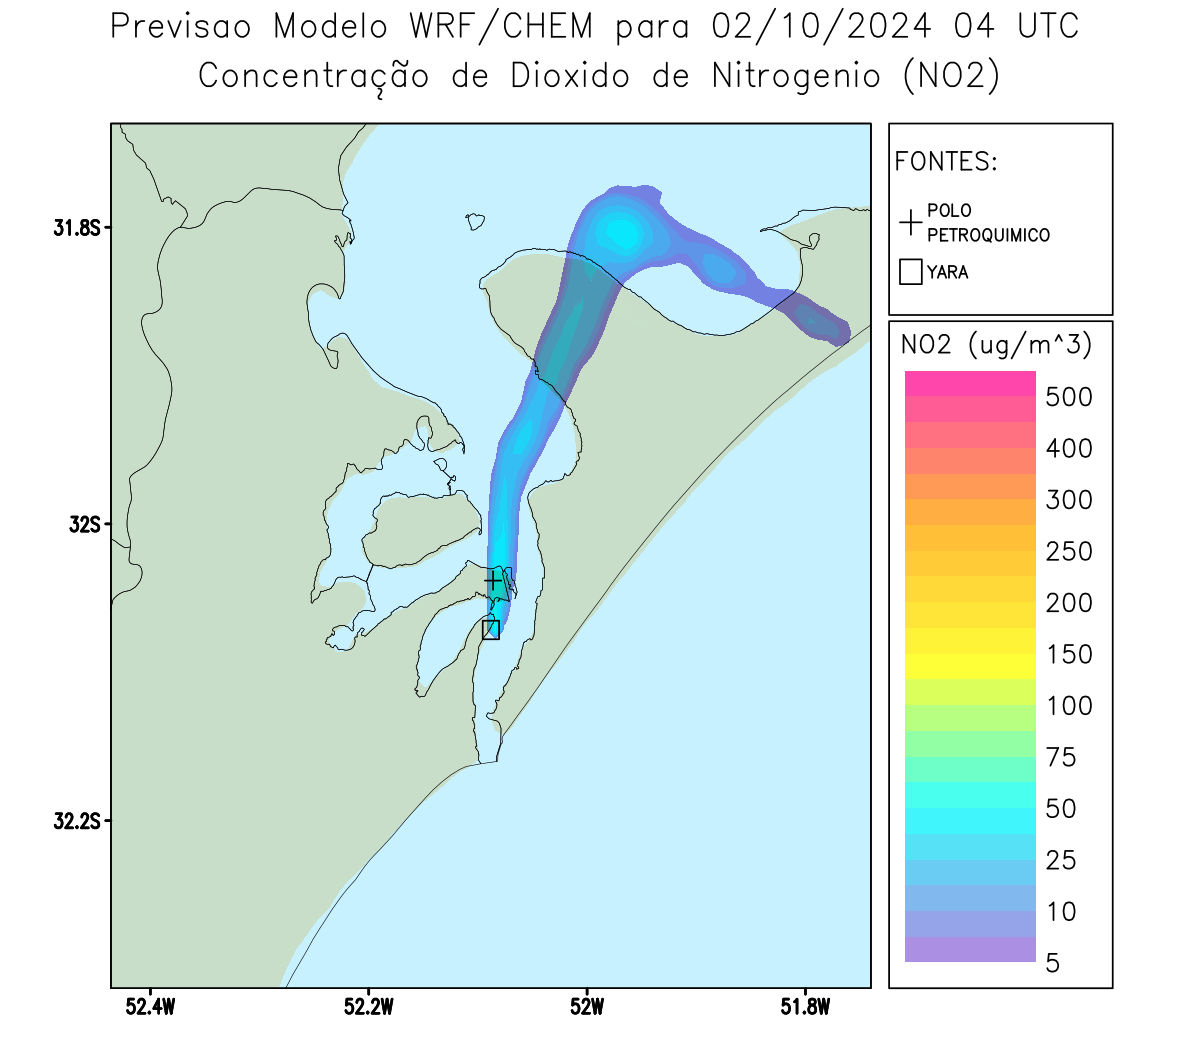 Previsao Modelo WRF/CHEM para 02/10/2024 04 UTC
Concentração de Dioxido de Nitrogenio (NO2)
FONTES:
POLO
PETROQUIMICO
YARA
NO2 (ug/m^3)
500
400
300
250
200
150
100
75
50
25
10
5
31.8S
32S
32.2S
52.4W
52.2W
52W
51.8W